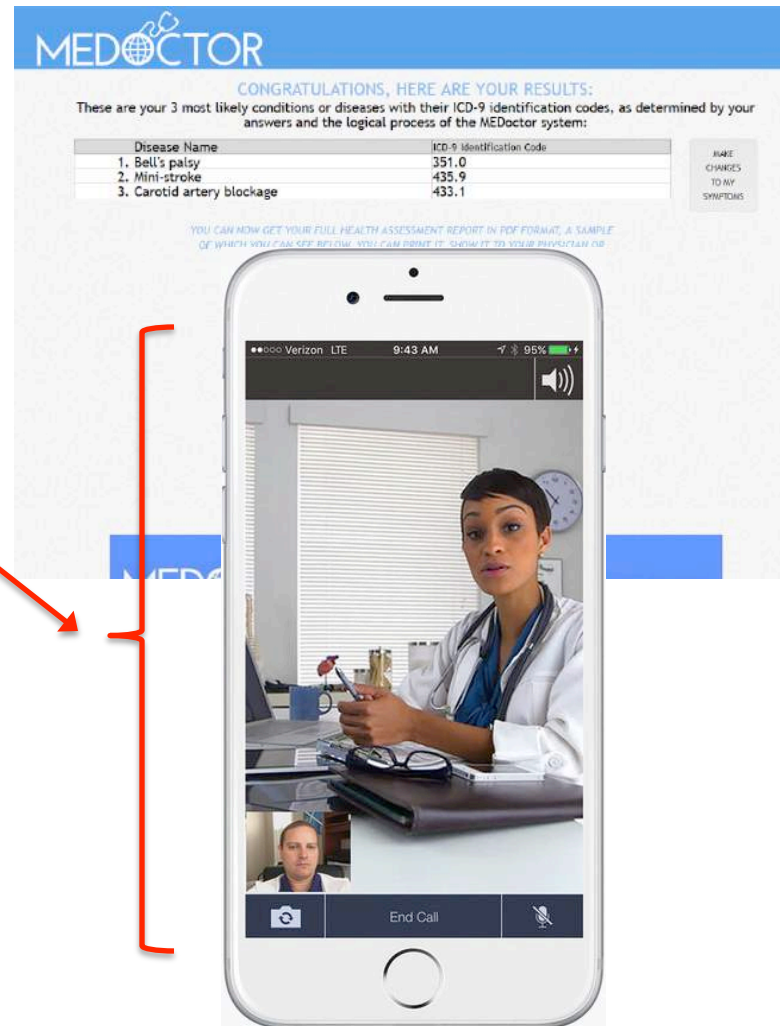 MEDOCTOR
CONGRATULATIONS, HERE ARE YOUR RESULTS:
These are your 3 most likely conditions or diseases with their ICD-9 identification codes, as determined by your
answers and the logical process of the MEDoctor system:
Disease Name ICD-9 Identification Code
1. Bell's palsy 351.0
2. Mini-stroke 435.9
3. Carotid artery blockage 433.1
MAKE
CHANGES
TO MY
SYMPTOMS
YOU CAN NOW GET YOUR FULL HEALTH ASSESSMENT REPORT IN PDF FORMAT, A SAMPLE
OF WHICH YOU CAN SEE BELOW. YOU CAN PRINT IT, SHOW IT TO YOUR PHYSICIAN OR
Verizon LTE 9:43 AM 95%
End Call